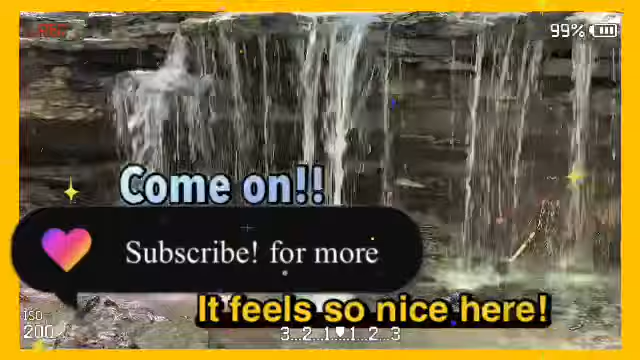 REC
99%
Come on!!
Subscribe! for more
It feels so nice here!
ISO
200
3...2...1...1...2...3